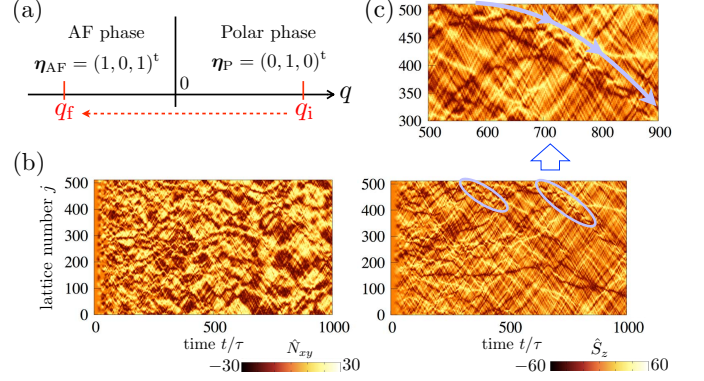 (a)
AF phase
Polar phase
η_AF = (1, 0, 1)^t
η_P = (0, 1, 0)^t
0
q
q_f
q_i
(c)
500
450
400
350
300
500 600 700 800 900
(b)
lattice number j
500
400
300
200
100
0
0 500 1000
time t/τ
N̂_xy
−30 30
500
400
300
200
100
0
0 500 1000
time t/τ
Ŝ_z
−60 60